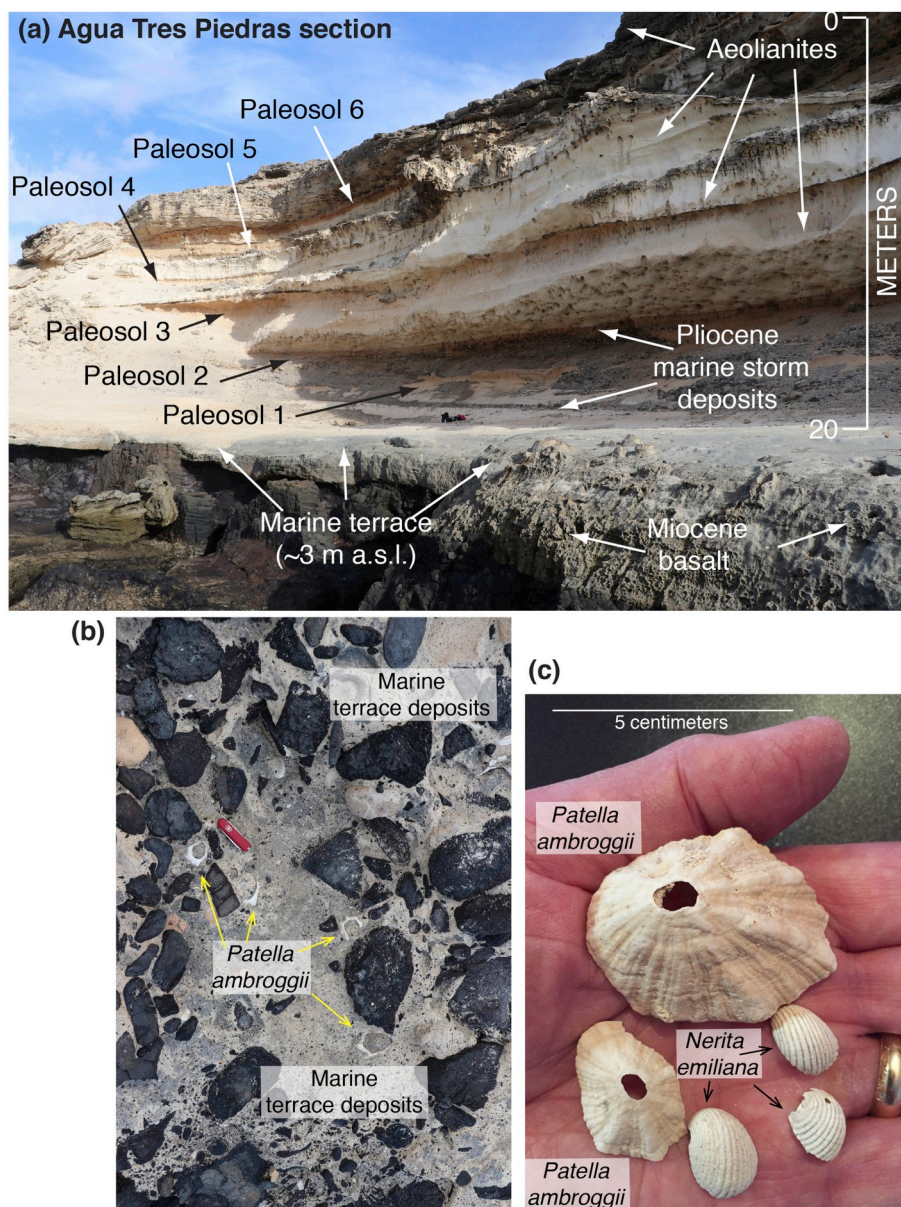 (a) Agua Tres Piedras section
0
Aeolianites
Paleosol 6
Paleosol 5
Paleosol 4
METERS
Paleosol 3
Pliocene
marine storm
deposits
Paleosol 2
Paleosol 1
20
Marine terrace
(~3 m a.s.l.)
Miocene
basalt
(b)
Marine
terrace deposits
Patella
ambroggii
Marine
terrace deposits
(c)
5 centimeters
Patella
ambroggii
Nerita
emiliana
Patella
ambroggii